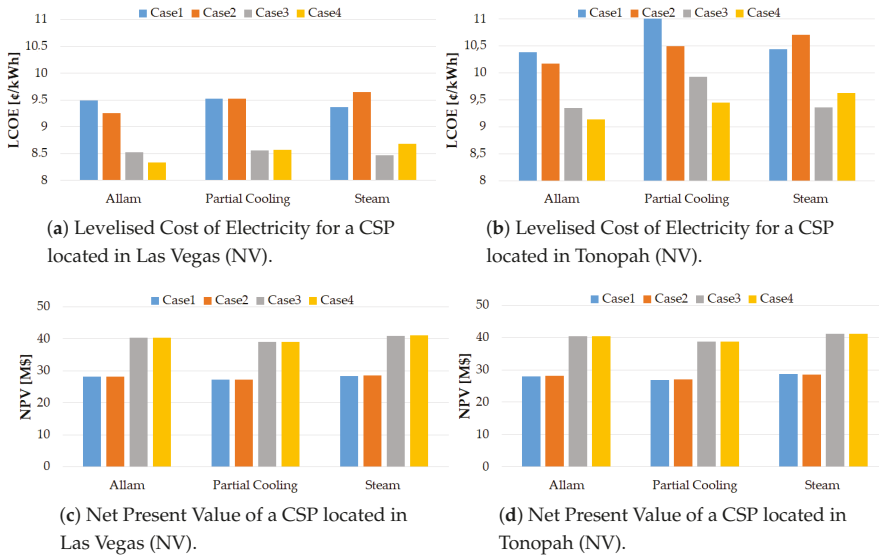 Case1 Case2 Case3 Case4
11
10.5
10
9.5
9
8,5
8
LCOE [¢/kWh]
Allam Partial Cooling Steam
(a) Levelised Cost of Electricity for a CSP
located in Las Vegas (NV).
Case1 Case2 Case3 Case4
11
10,5
10
9.5
9
8,5
8
LCOE [¢/kWh]
Allam Partial Cooling Steam
(b) Levelised Cost of Electricity for a CSP
located in Tonopah (NV).
Case1 Case2 Case3 Case4
50
40
30
20
10
0
NPV [M$]
Allam Partial Cooling Steam
(c) Net Present Value of a CSP located in
Las Vegas (NV).
Case1 Case2 Case3 Case4
50
40
30
20
10
0
NPV [M$]
Allam Partial Cooling Steam
(d) Net Present Value of a CSP located in
Tonopah (NV).